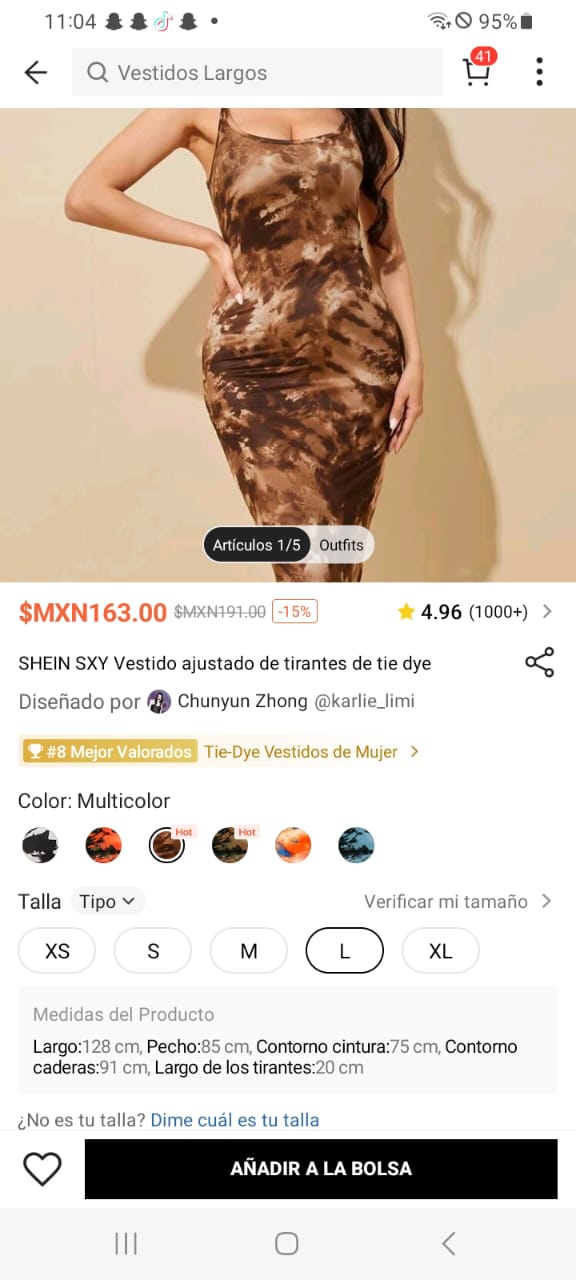 11:04
95%
Vestidos Largos
41
Artículos 1/5 Outfits
$MXN163.00 $MXN191.00 -15% 4.96 (1000+)
SHEIN SXY Vestido ajustado de tirantes de tie dye
Diseñado por Chunyun Zhong @karlie_limi
#8 Mejor Valorados Tie-Dye Vestidos de Mujer
Color: Multicolor
Hot Hot
Talla Tipo Verificar mi tamaño
XS S M L XL
Medidas del Producto
Largo:128 cm, Pecho:85 cm, Contorno cintura:75 cm, Contorno
caderas:91 cm, Largo de los tirantes:20 cm
¿No es tu talla? Dime cuál es tu talla
AÑADIR A LA BOLSA